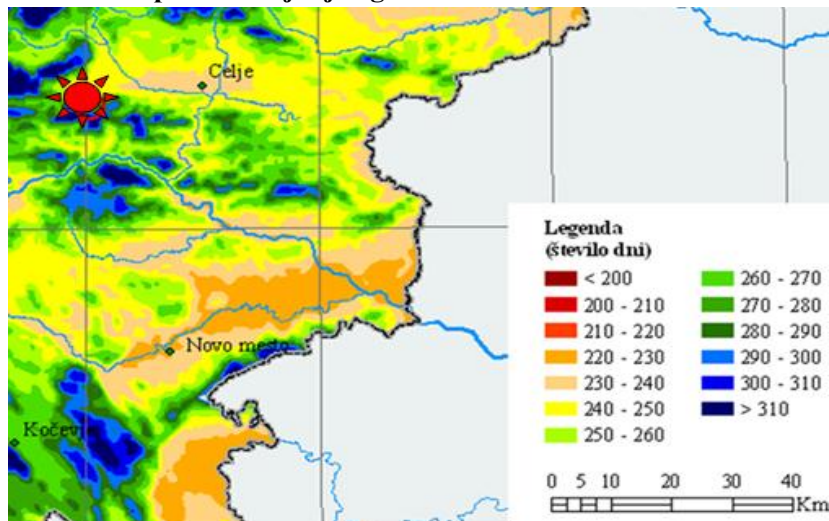 Celje
Novo mesto
Kočevje
Legenda
(število dni)
< 200
200 - 210
210 - 220
220 - 230
230 - 240
240 - 250
250 - 260
260 - 270
270 - 280
280 - 290
290 - 300
300 - 310
> 310
0 5 10 20 30 40
Km